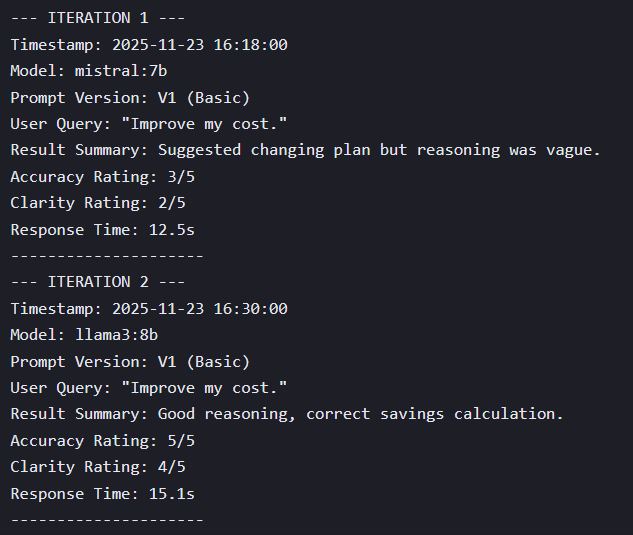 --- ITERATION 1 ---
Timestamp: 2025-11-23 16:18:00
Model: mistral:7b
Prompt Version: V1 (Basic)
User Query: "Improve my cost."
Result Summary: Suggested changing plan but reasoning was vague.
Accuracy Rating: 3/5
Clarity Rating: 2/5
Response Time: 12.5s
---------------------
--- ITERATION 2 ---
Timestamp: 2025-11-23 16:30:00
Model: llama3:8b
Prompt Version: V1 (Basic)
User Query: "Improve my cost."
Result Summary: Good reasoning, correct savings calculation.
Accuracy Rating: 5/5
Clarity Rating: 4/5
Response Time: 15.1s
---------------------